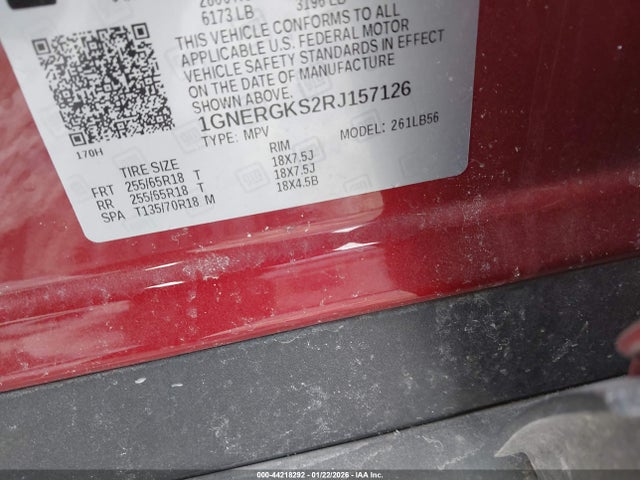 6173 LB
THIS VEHICLE CONFORMS TO ALL
APPLICABLE U.S. FEDERAL MOTOR
VEHICLE SAFETY STANDARDS IN EFFECT
ON THE DATE OF MANUFACTURE
SHOWN ABOVE.
1GNERGKS2RJ157126
TYPE: MPV MODEL: 261LB56
170H
TIRE SIZE RIM
FRT 255/65R18 T 18X7.5J
RR 255/65R18 T 18X7.5J
SPA T135/70R18 M 18X4.5B
000-44218292 - 01/22/2026 - © IAA Inc.